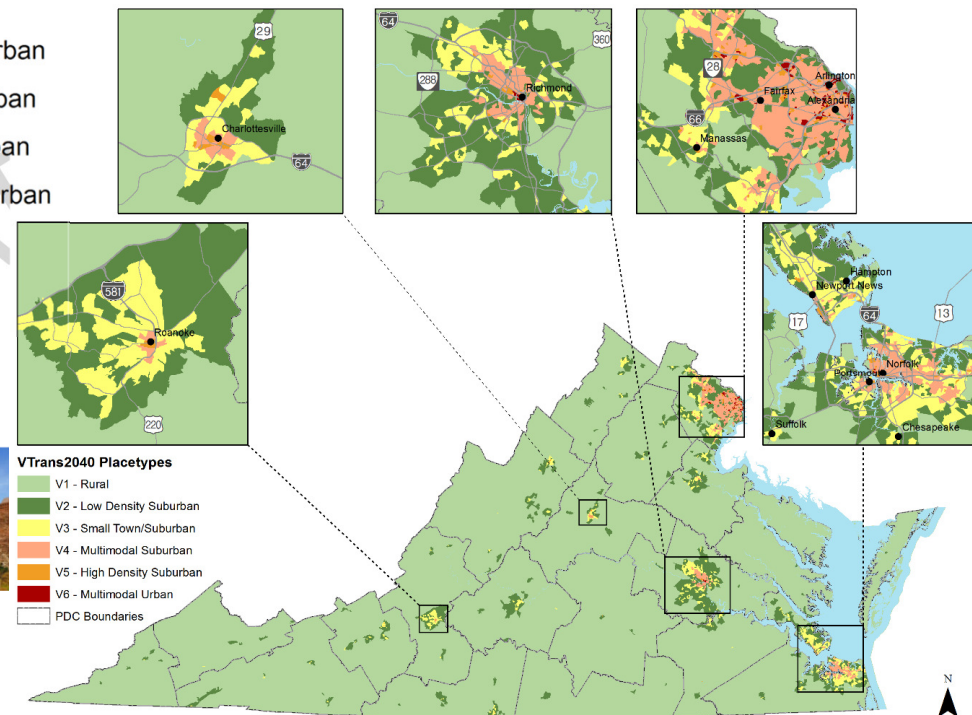 rban
ban
an
rban
29
Charlottesville
64
64
360
288
Richmond
28
Arlington
Fairfax
Alexandria
66
Manassas
581
Roanoke
220
Hampton
Newport News
17
64
13
Norfolk
Portsmouth
Suffolk
Chesapeake
VTrans2040 Placetypes
V1 - Rural
V2 - Low Density Suburban
V3 - Small Town/Suburban
V4 - Multimodal Suburban
V5 - High Density Suburban
V6 - Multimodal Urban
PDC Boundaries
N